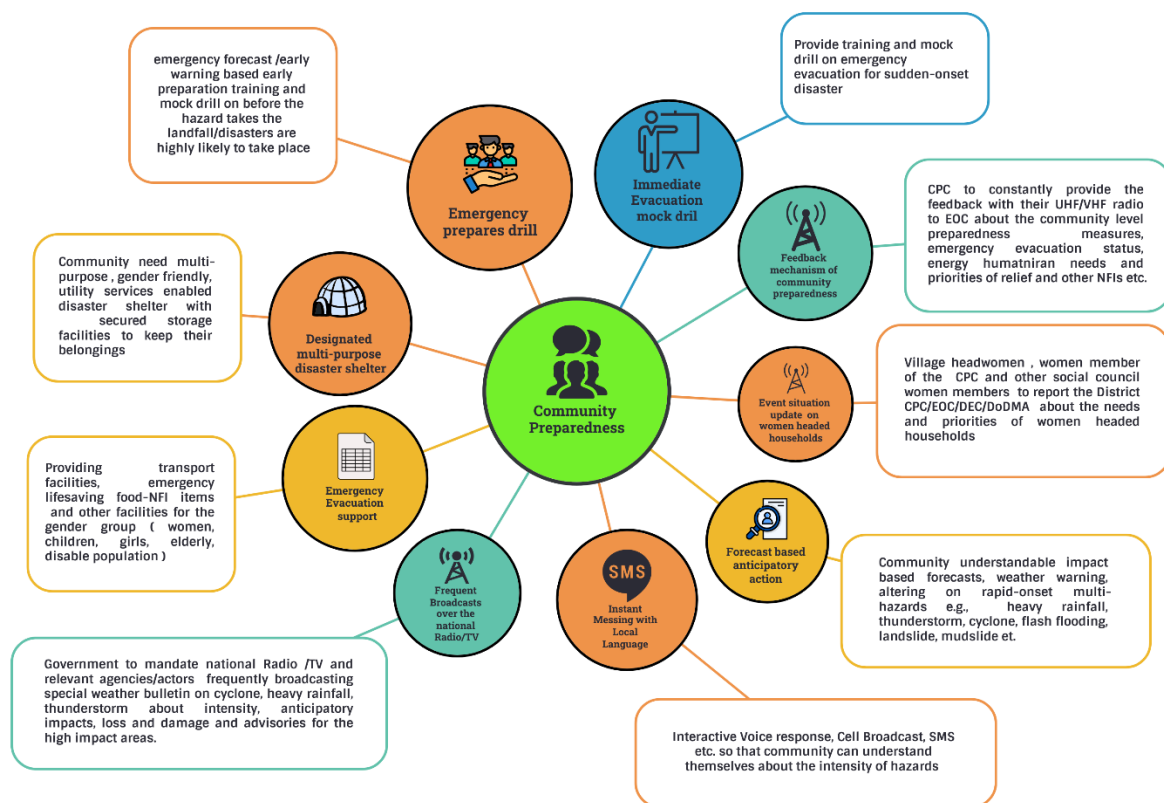 emergency forecast /early
warning based early
preparation training and
mock drill on before the
hazard takes the
landfall/disasters are
highly likely to take place
Emergency
prepares drill
Provide training and mock
drill on emergency
evacuation for sudden-onset
disaster
Immediate
Evacuation
mock dril
CPC to constantly provide the
feedback with their UHF/VHF radio
to EOC about the community level
preparedness measures,
emergency evacuation status,
energy humatniran needs and
priorities of relief and other NFIs etc.
Feedback
mechanism of
community
preparedness
Community need multi-
purpose , gender friendly,
utility services enabled
disaster shelter with
secured storage
facilities to keep their
belongings
Designated
multi-purpose
disaster shelter
Community
Preparedness
Village headwomen , women member
of the CPC and other social council
women members to report the District
CPC/EOC/DEC/DoDMA about the needs
and priorities of women headed
households
Event situation
update on
women headed
households
Providing transport
facilities, emergency
lifesaving food-NFI items
and other facilities for the
gender group ( women,
children, girls, elderly,
disable population )
Emergency
Evacuation
support
Forecast based
anticipatory
action
Community understandable impact
based forecasts, weather warning,
altering on rapid-onset multi-
hazards e.g., heavy rainfall,
thunderstorm, cyclone, flash flooding,
landslide, mudslide et.
Frequent
Broadcasts
over the
national
Radio/TV
SMS
Instant
Messing with
Local
Language
Government to mandate national Radio /TV and
relevant agencies/actors frequently broadcasting
special weather bulletin on cyclone, heavy rainfall,
thunderstorm about intensity, anticipatory
impacts, loss and damage and advisories for the
high impact areas.
Interactive Voice response, Cell Broadcast, SMS
etc. so that community can understand
themselves about the intensity of hazards